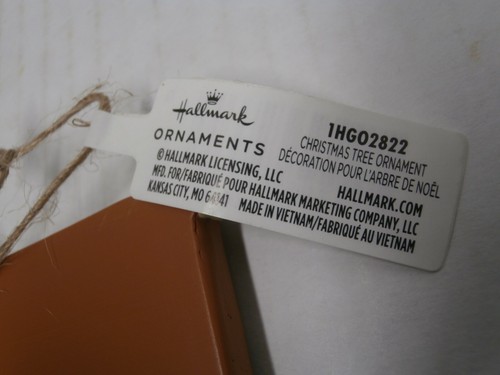 Hallmark
ORNAMENTS
1HGO2822
CHRISTMAS TREE ORNAMENT
DÉCORATION POUR L'ARBRE DE NOËL
© HALLMARK LICENSING, LLC
HALLMARK.COM
MFD. FOR/FABRIQUÉ POUR HALLMARK MARKETING COMPANY, LLC
KANSAS CITY, MO 64141 MADE IN VIETNAM/FABRIQUÉ AU VIETNAM